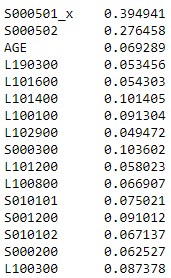 S000501_x 0.394941
S000502 0.276458
AGE 0.069289
L190300 0.053456
L101600 0.054303
L101400 0.101405
L100100 0.091304
L102900 0.049472
S000300 0.103602
L101200 0.058023
L100800 0.066907
S010101 0.075021
S001200 0.091012
S010102 0.067137
S000200 0.062527
L100300 0.087378